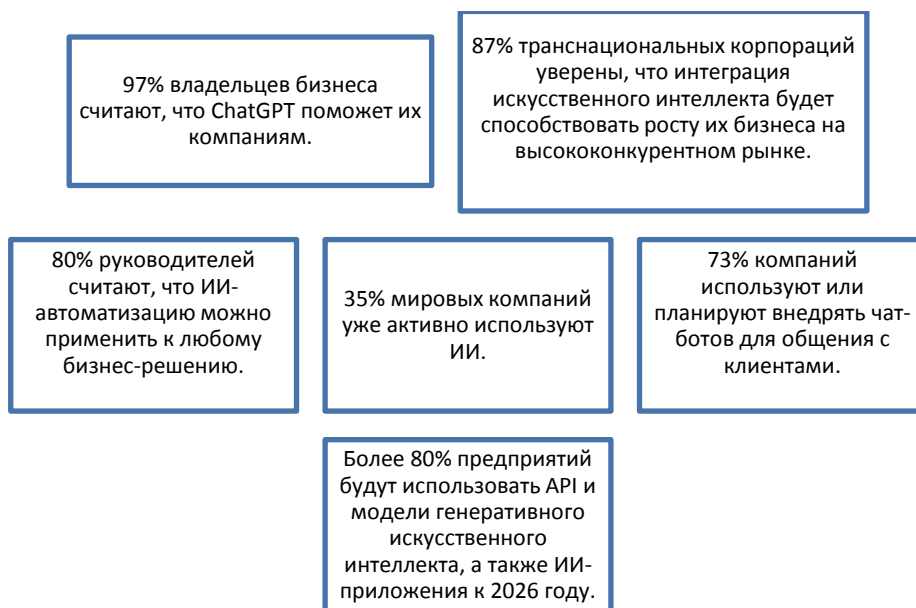 97% владельцев бизнеса
считают, что ChatGPT поможет их
компаниям.
87% транснациональных корпораций
уверены, что интеграция
искусственного интеллекта будет
способствовать росту их бизнеса на
высококонкурентном рынке.
80% руководителей
считают, что ИИ-
автоматизацию можно
применить к любому
бизнес-решению.
35% мировых компаний
уже активно используют
ИИ.
73% компаний
используют или
планируют внедрять чат-
ботов для общения с
клиентами.
Более 80% предприятий
будут использовать API и
модели генеративного
искусственного
интеллекта, а также ИИ-
приложения к 2026 году.